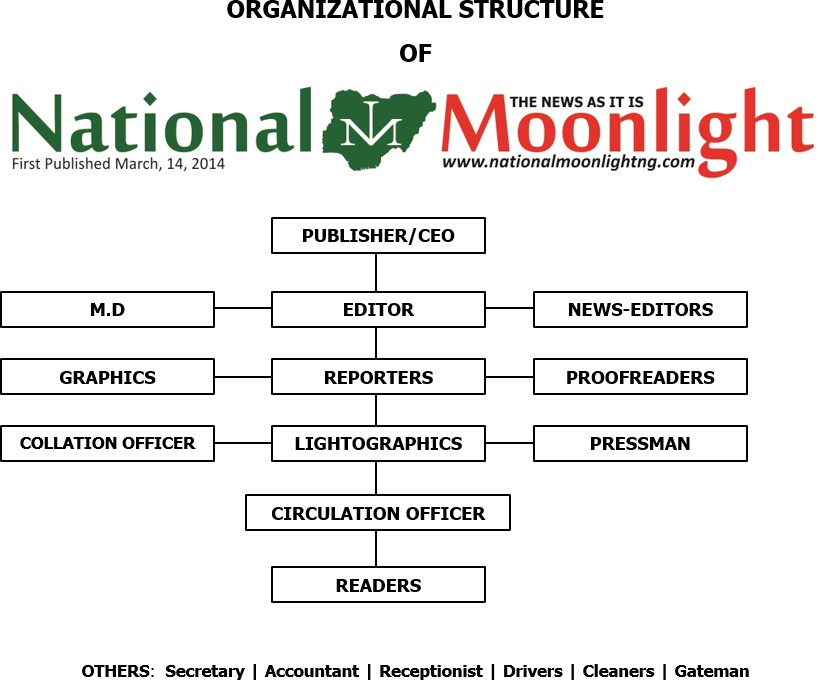 ORGANIZATIONAL STRUCTURE
OF
National NM Moonlight
THE NEWS AS IT IS
First Published March, 14, 2014
www.nationalmoonlightng.com
PUBLISHER/CEO
M.D
EDITOR
NEWS-EDITORS
GRAPHICS
REPORTERS
PROOFREADERS
COLLATION OFFICER
LIGHTOGRAPHICS
PRESSMAN
CIRCULATION OFFICER
READERS
OTHERS: Secretary | Accountant | Receptionist | Drivers | Cleaners | Gateman